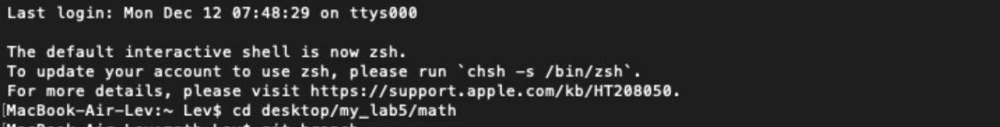 Last login: Mon Dec 12 07:48:29 on ttys000
The default interactive shell is now zsh.
To update your account to use zsh, please run `chsh -s /bin/zsh`.
For more details, please visit https://support.apple.com/kb/HT208050.
[MacBook-Air-Lev:~ Lev$ cd desktop/my_lab5/math